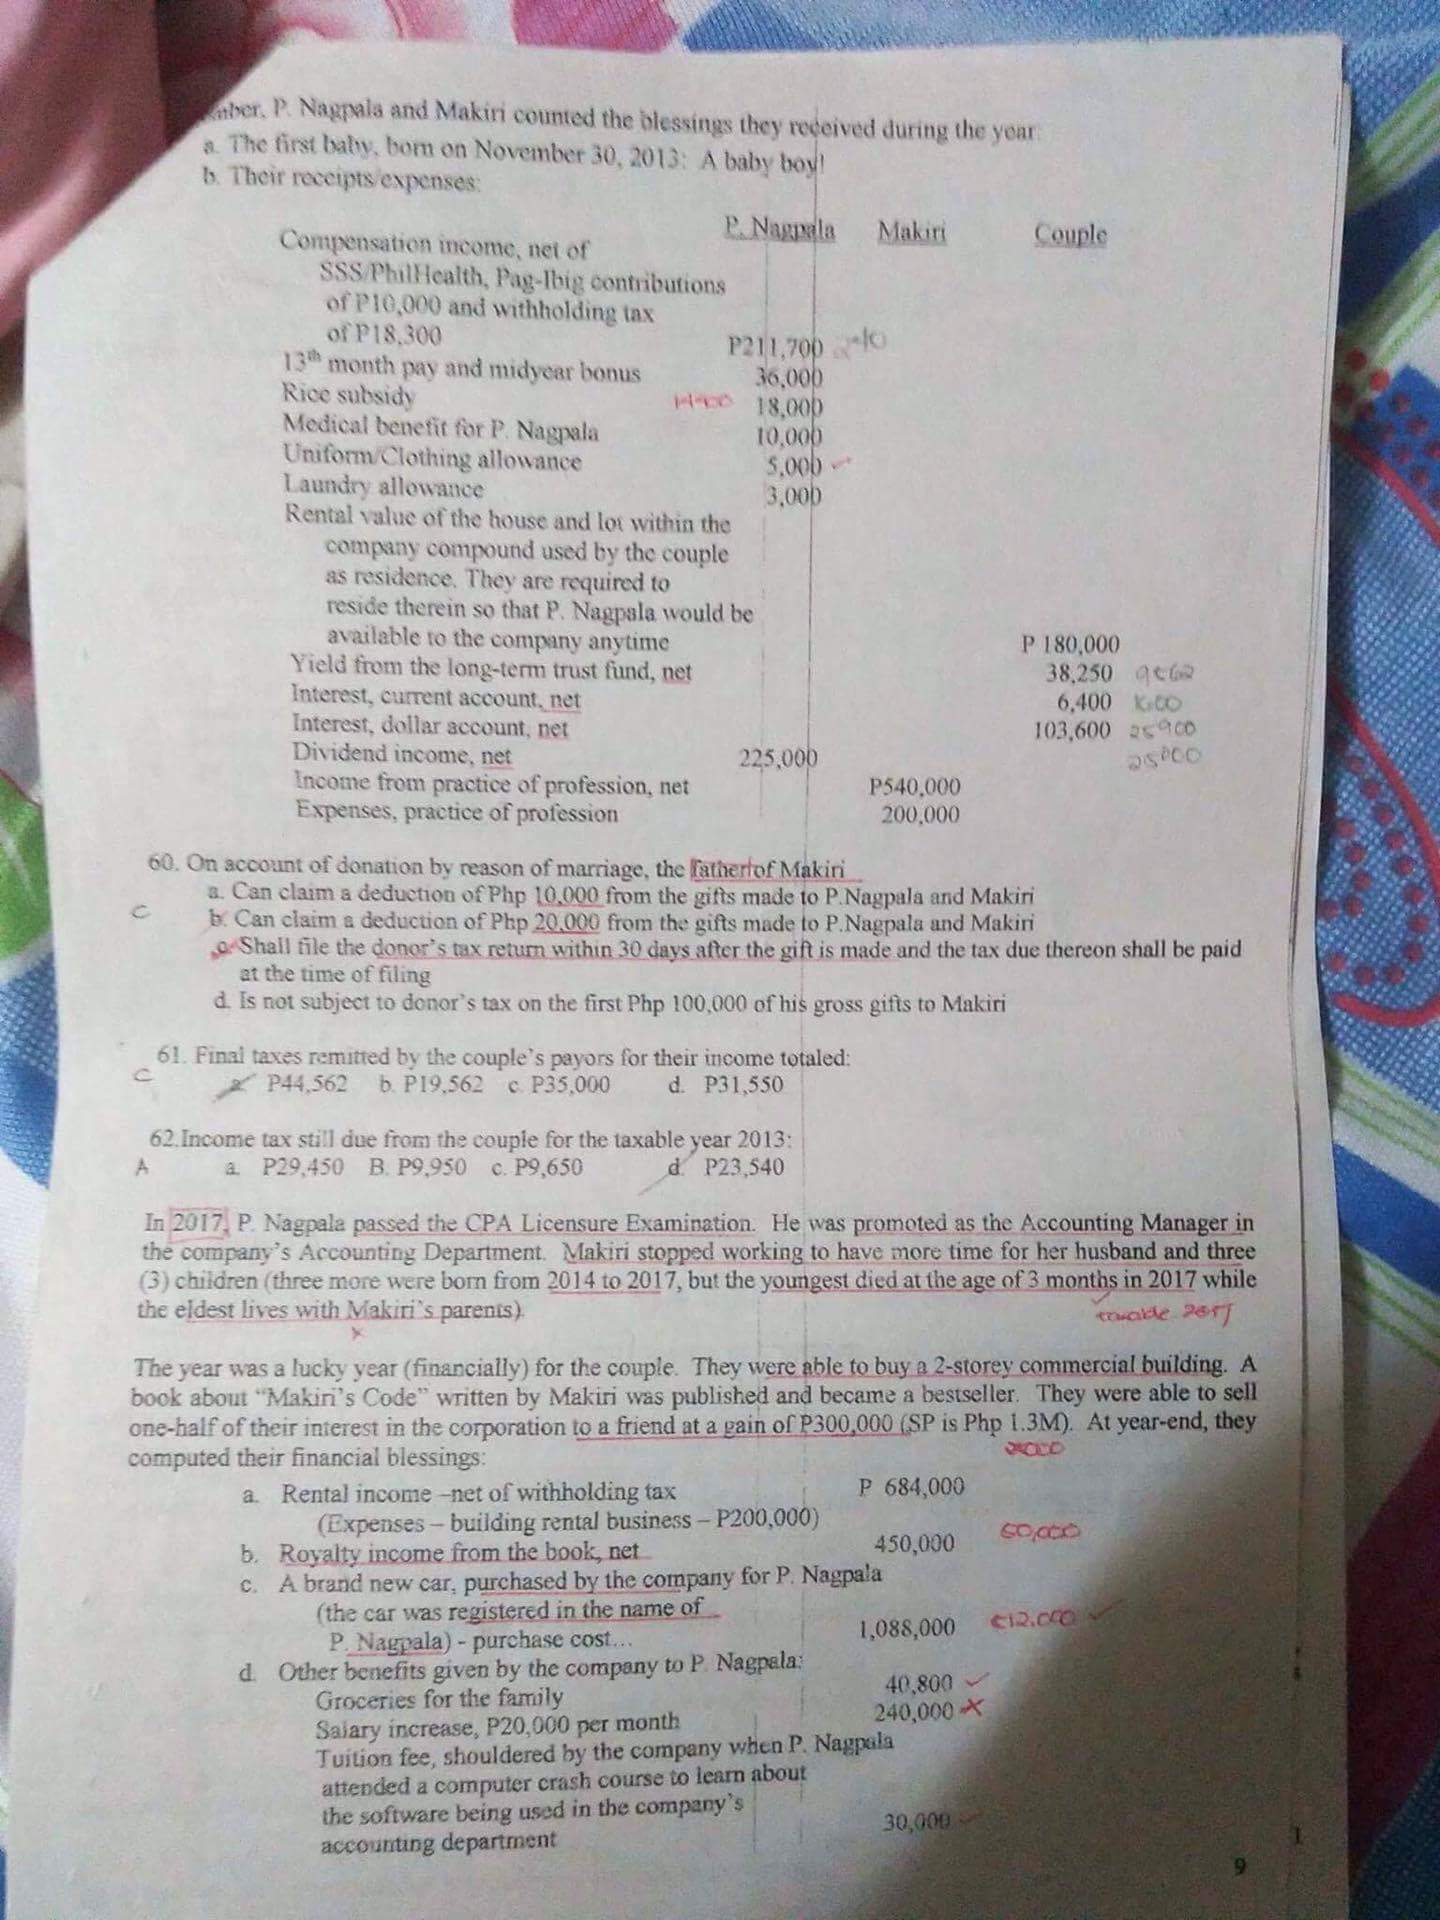 P. Nagpala and Makiri counted the blessings they received during the year:
a. The first baby, born on November 30, 2013: A baby boy!
b. Their receipts/expenses:
P. Nagpala Makiri Couple
Compensation income, net of
SSS/PhilHealth, Pag-Ibig contributions
of P10,000 and withholding tax
of P18,300 P211,700
13th month pay and midyear bonus 36,000
Rice subsidy 18,000
Medical benefit for P. Nagpala 10,000
Uniform/Clothing allowance 5,000
Laundry allowance 3,000
Rental value of the house and lot within the
company compound used by the couple
as residence. They are required to
reside therein so that P. Nagpala would be
available to the company anytime P 180,000
Yield from the long-term trust fund, net 38,250 9562
Interest, current account, net 6,400
Interest, dollar account, net 103,600 25900
Dividend income, net 225,000 25000
Income from practice of profession, net P540,000
Expenses, practice of profession 200,000
60. On account of donation by reason of marriage, the father of Makiri
a. Can claim a deduction of Php 10,000 from the gifts made to P.Nagpala and Makiri
C b. Can claim a deduction of Php 20,000 from the gifts made to P.Nagpala and Makiri
c. Shall file the donor's tax return within 30 days after the gift is made and the tax due thereon shall be paid
at the time of filing
d. Is not subject to donor's tax on the first Php 100,000 of his gross gifts to Makiri
61. Final taxes remitted by the couple's payors for their income totaled:
C a. P44,562 b. P19,562 c. P35,000 d. P31,550
62.Income tax still due from the couple for the taxable year 2013:
A a. P29,450 B. P9,950 c. P9,650 d. P23,540
In 2017, P. Nagpala passed the CPA Licensure Examination. He was promoted as the Accounting Manager in
the company's Accounting Department. Makiri stopped working to have more time for her husband and three
(3) children (three more were born from 2014 to 2017, but the youngest died at the age of 3 months in 2017 while
the eldest lives with Makiri's parents).
The year was a lucky year (financially) for the couple. They were able to buy a 2-storey commercial building. A
book about "Makiri's Code" written by Makiri was published and became a bestseller. They were able to sell
one-half of their interest in the corporation to a friend at a gain of P300,000 (SP is Php 1.3M). At year-end, they
computed their financial blessings:
a. Rental income –net of withholding tax P 684,000
(Expenses – building rental business – P200,000)
b. Royalty income from the book, net 450,000 50,000
c. A brand new car, purchased by the company for P. Nagpala
(the car was registered in the name of
P. Nagpala) - purchase cost... 1,088,000 512,000
d. Other benefits given by the company to P. Nagpala:
Groceries for the family 40,800
Salary increase, P20,000 per month 240,000
Tuition fee, shouldered by the company when P. Nagpala
attended a computer crash course to learn about
the software being used in the company's
accounting department 30,000
9